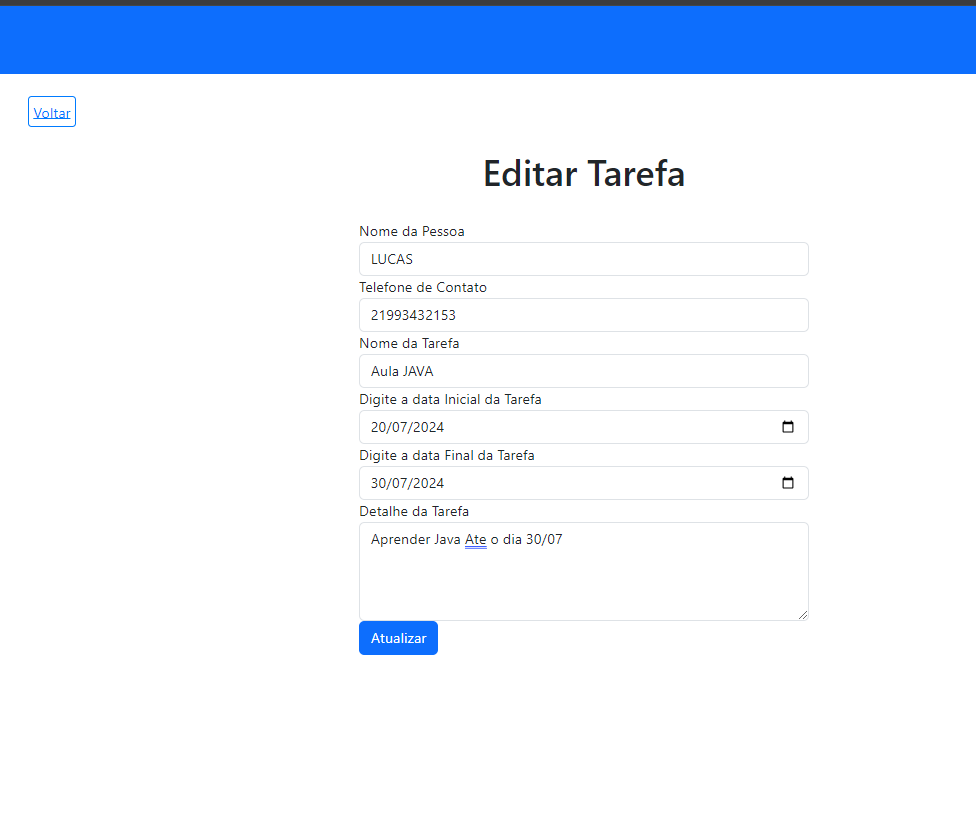 Voltar
Editar Tarefa
Nome da Pessoa
LUCAS
Telefone de Contato
21993432153
Nome da Tarefa
Aula JAVA
Digite a data Inicial da Tarefa
20/07/2024
Digite a data Final da Tarefa
30/07/2024
Detalhe da Tarefa
Aprender Java Ate o dia 30/07
Atualizar